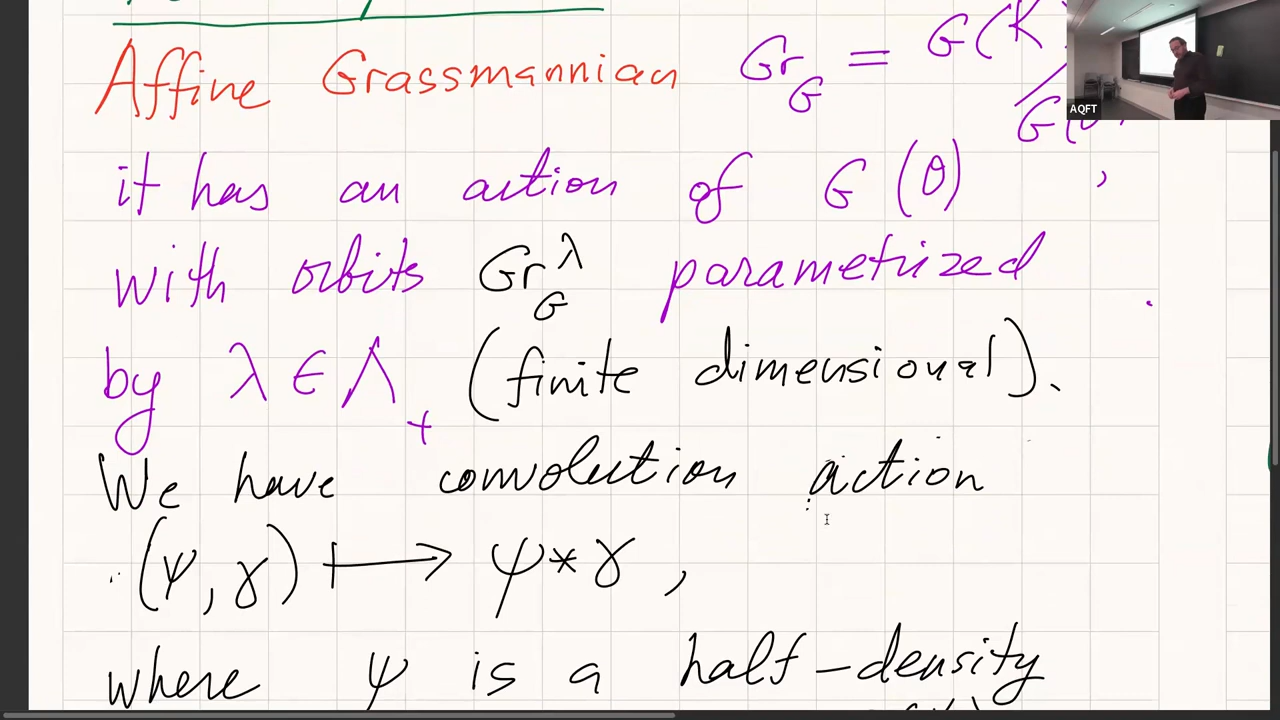 Affine Grassmannian Gr_G = G(K
AQFT
G(O
it has an action of G(O),
with orbits Gr_G^λ parametrized
by λ ∈ Λ_+ (finite dimensional).
We have convolution action
(ψ, γ) ⟼ ψ * γ,
where ψ is a half-density